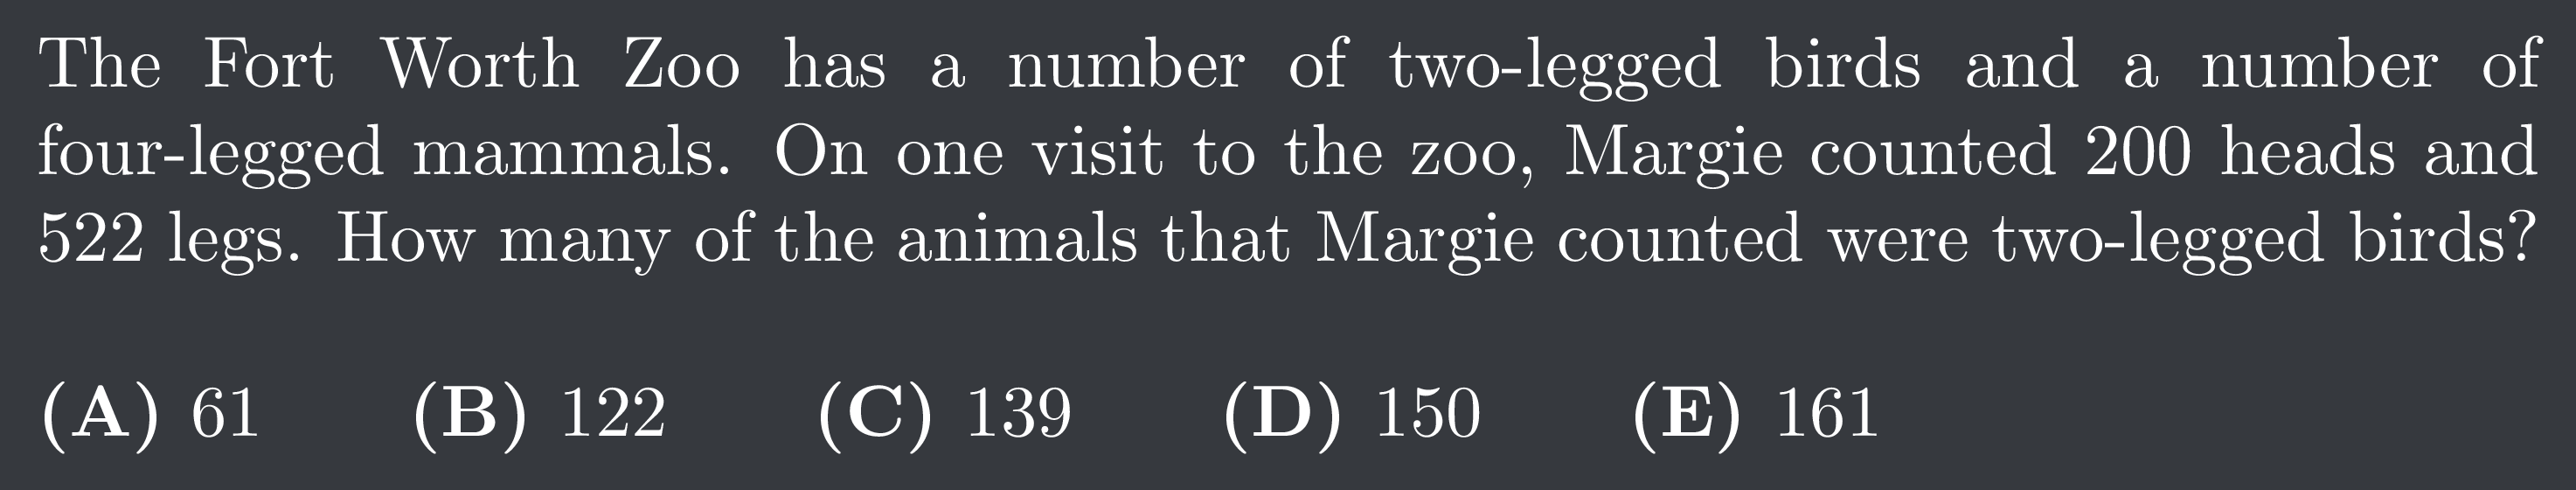 The Fort Worth Zoo has a number of two-legged birds and a number of
four-legged mammals. On one visit to the zoo, Margie counted 200 heads and
522 legs. How many of the animals that Margie counted were two-legged birds?
(A) 61 (B) 122 (C) 139 (D) 150 (E) 161